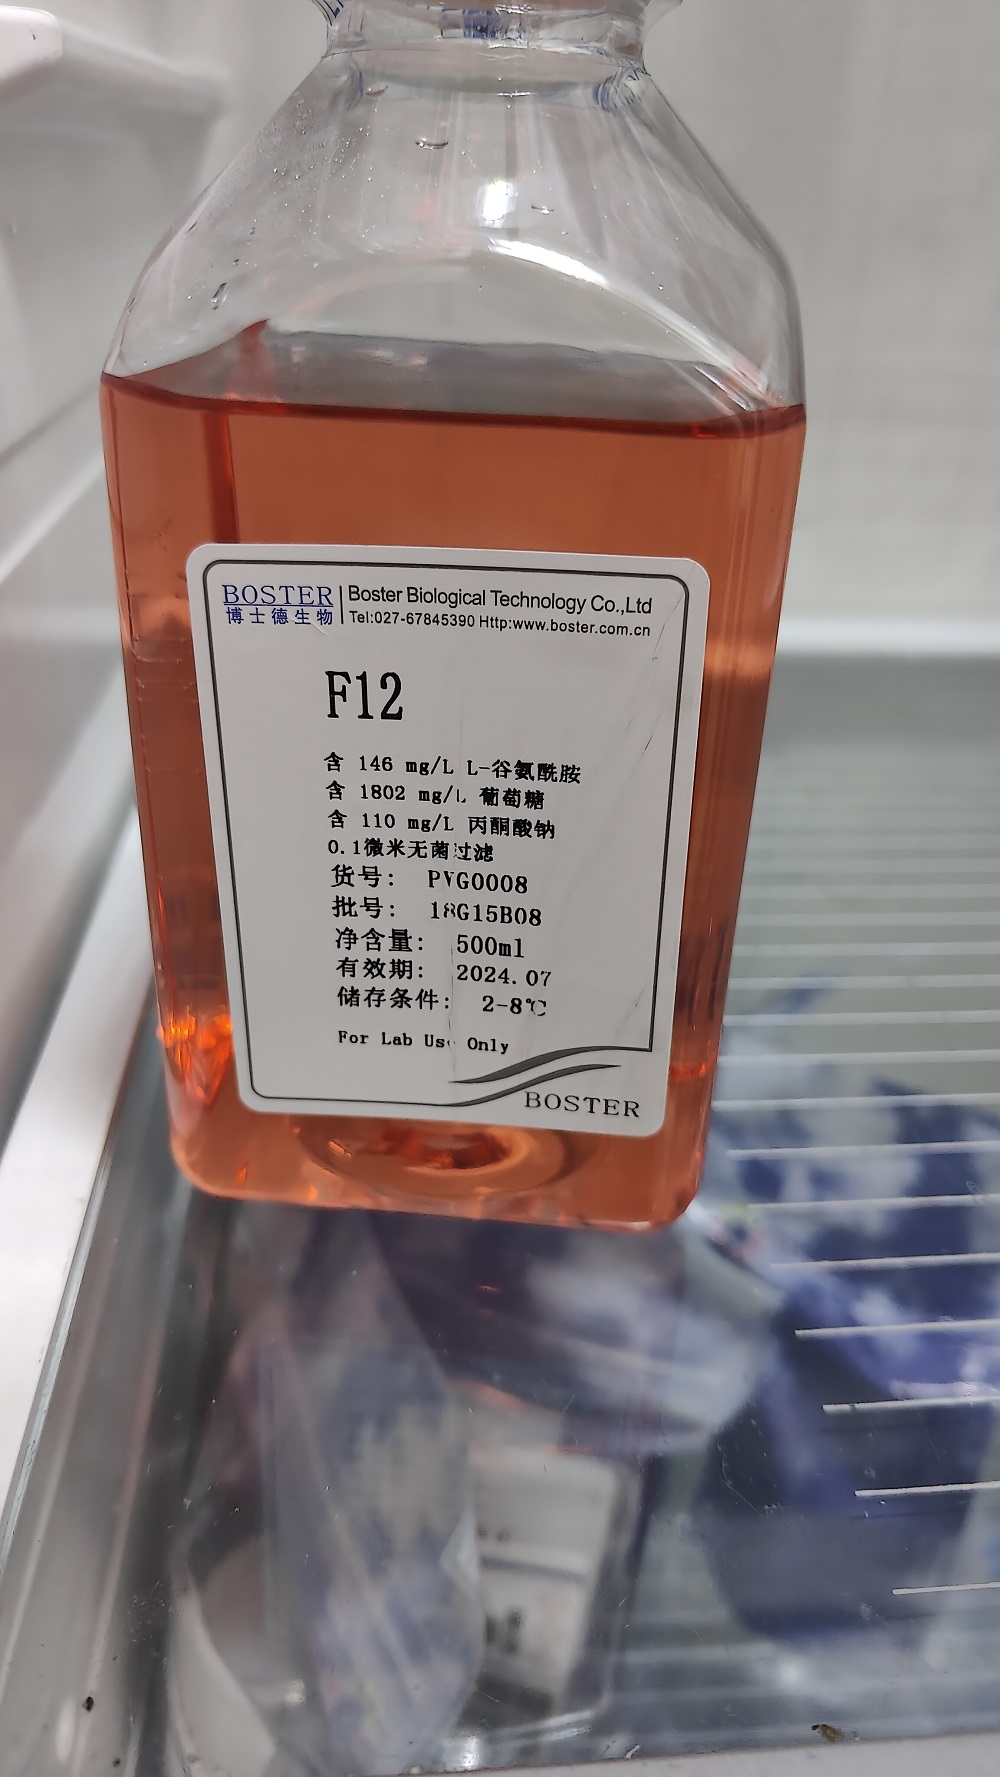 BOSTER
博士德生物
Boster Biological Technology Co.,Ltd
Tel:027-67845390 Http:www.boster.com.cn
F12
含 146 mg/L L-谷氨酰胺
含 1802 mg/L 葡萄糖
含 110 mg/L 丙酮酸钠
0.1微米无菌过滤
货号: PYG0008
批号: 18G15B08
净含量: 500ml
有效期: 2024.07
储存条件: 2-8℃
For Lab Use Only
BOSTER